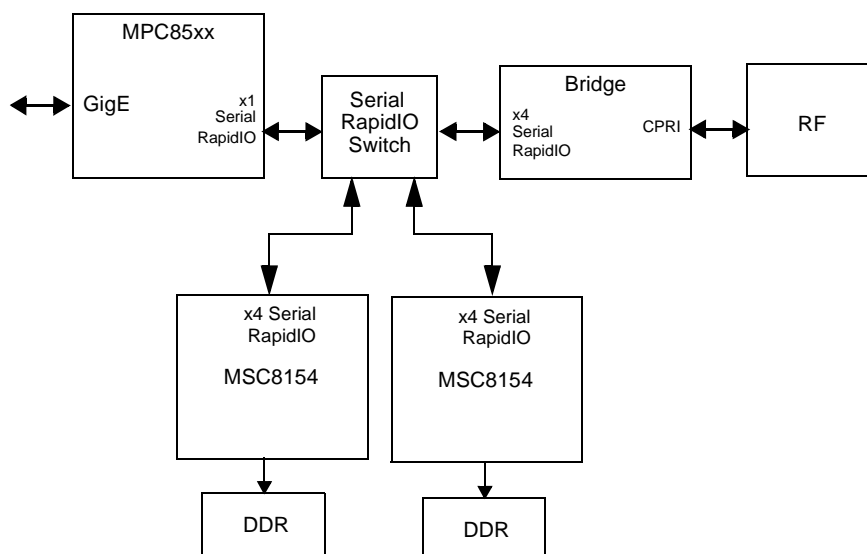 MPC85xx
GigE
x1
Serial
RapidIO
Serial
RapidIO
Switch
Bridge
x4
Serial
RapidIO
CPRI
RF
x4 Serial
RapidIO
MSC8154
x4 Serial
RapidIO
MSC8154
DDR
DDR